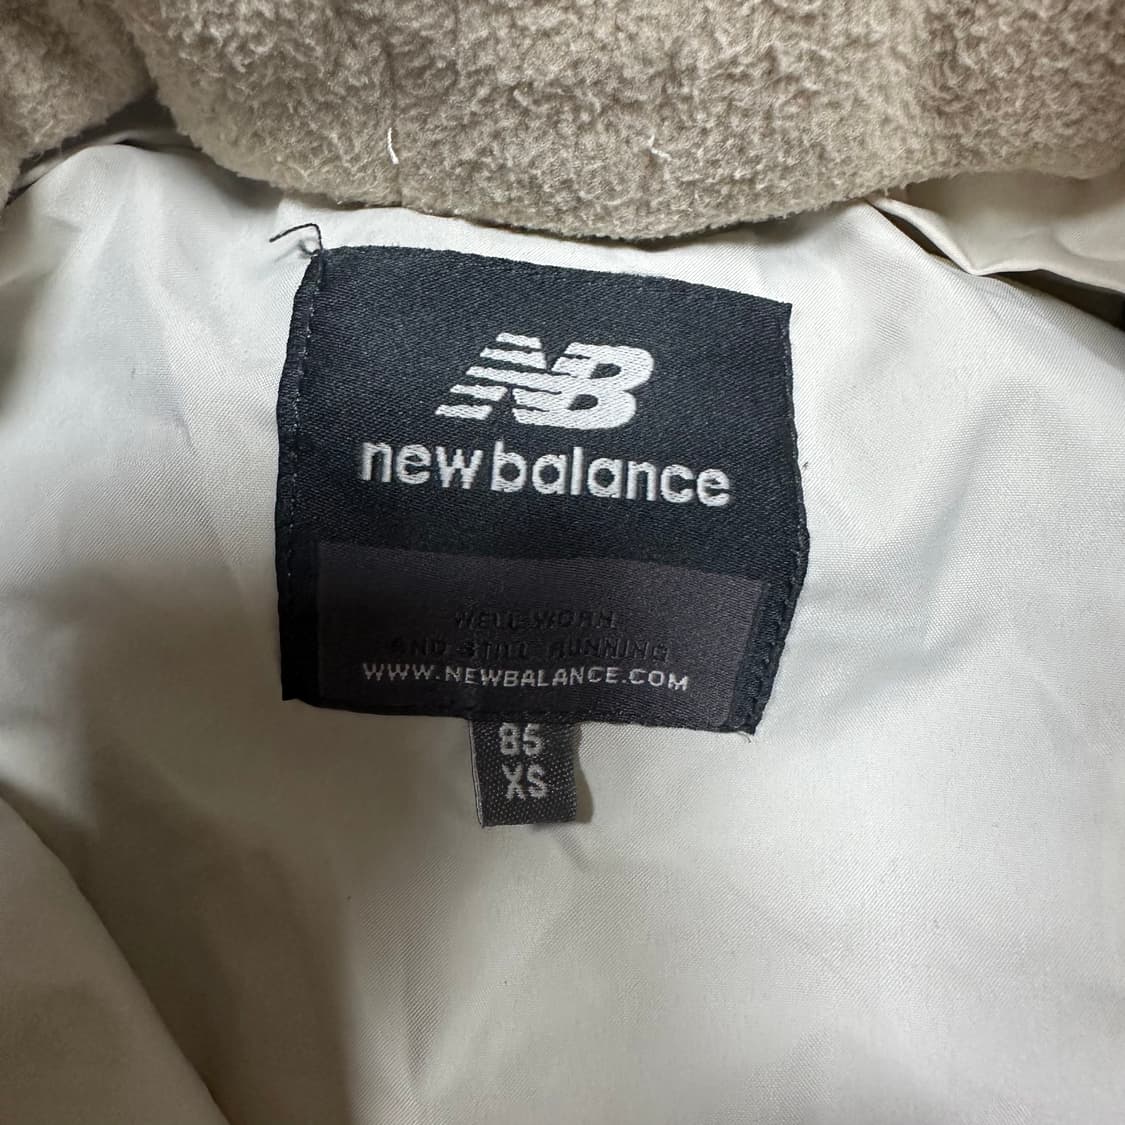 NB
new balance
WELL WORN
AND STILL RUNNING
WWW.NEWBALANCE.COM
85
XS